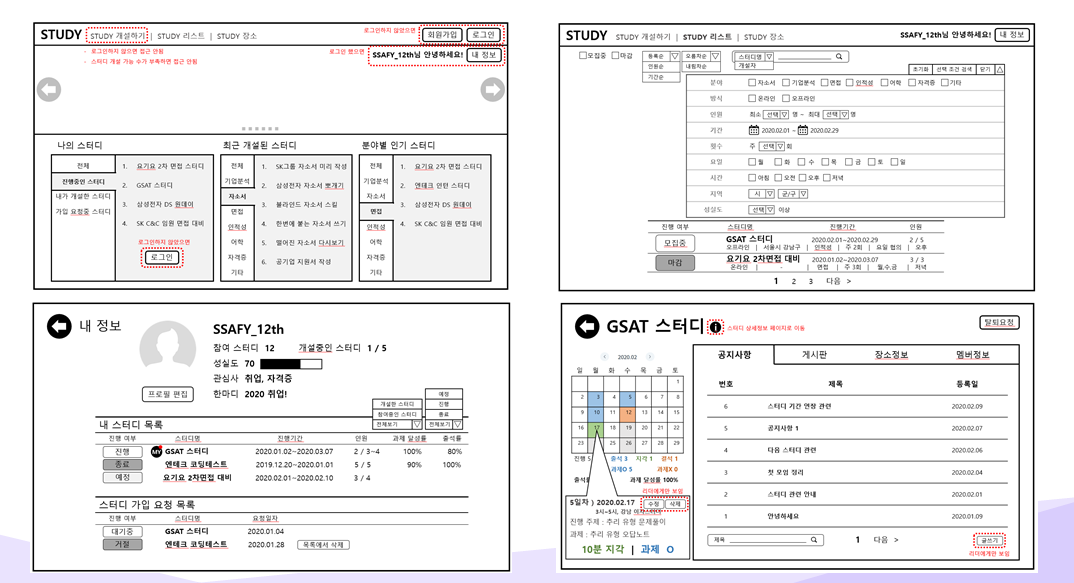 STUDY STUDY 개설하기 | STUDY 리스트 | STUDY 장소
로그인하지 않았으면 회원가입 로그인
- 로그인하지 않으면 접근 안됨
- 스터디 개설 가능 수가 부족하면 접근 안됨
로그인 했으면 SSAFY_12th님 안녕하세요! 내 정보
나의 스터디
전체
진행중인 스터디
내가 개설한 스터디
가입 요청중 스터디
1. 요기요 2차 면접 스터디
2. GSAT 스터디
3. 삼성전자 DS 원데이
4. SK C&C 임원 면접 대비
로그인하지 않았으면
로그인
최근 개설된 스터디
전체
기업분석
자소서
면접
인적성
어학
자격증
기타
1. SK그룹 자소서 미리 작성
2. 삼성전자 자소서 뽀개기
3. 블라인드 자소서 스킬
4. 한번에 붙는 자소서 쓰기
5. 떨어진 자소서 다시보기
6. 공기업 지원서 작성
분야별 인기 스터디
전체
기업분석
자소서
면접
인적성
어학
자격증
기타
1. 요기요 2차 면접 스터디
2. 엔테크 인턴 스터디
3. 삼성전자 DS 원데이
4. SK C&C 임원 면접 대비
STUDY STUDY 개설하기 | STUDY 리스트 | STUDY 장소
SSAFY_12th님 안녕하세요! 내 정보
모집중 마감
등록순
인원순
기간순
오름차순
내림차순
스터디명
개설자
초기화 선택 조건 검색 닫기
분야 자소서 기업분석 면접 인적성 어학 자격증 기타
방식 온라인 오프라인
인원 최소 선택 명 ~ 최대 선택 명
기간 2020.02.01 ~ 2020.02.29
횟수 주 선택 회
요일 월 화 수 목 금 토 일
시간 아침 오전 오후 저녁
지역 시 군/구
성실도 선택 이상
진행 여부 스터디명 진행기간 인원
모집중 GSAT 스터디 2020.02.01~2020.02.29 2 / 5
오프라인 | 서울시 강남구 | 인적성 | 주 2회 | 요일 협의 | 오후
마감 요기요 2차면접 대비 2020.01.02~2020.03.07 3 / 3
온라인 | - | 면접 | 주 3회 | 월,수,금 | 저녁
1 2 3 다음 >
내 정보
SSAFY_12th
참여 스터디 12 개설중인 스터디 1 / 5
성실도 70
관심사 취업, 자격증
한마디 2020 취업!
프로필 편집
개설한 스터디
참여중인 스터디
전체보기
예정
진행
종료
전체보기
내 스터디 목록
진행 여부 스터디명 진행기간 인원 과제 달성률 출석률
진행 MY GSAT 스터디 2020.01.02~2020.03.07 2 / 3~4 100% 80%
종료 엔테크 코딩테스트 2019.12.20~2020.01.01 5 / 5 90% 100%
예정 요기요 2차면접 대비 2020.02.01~2020.02.10 3 / 4
스터디 가입 요청 목록
진행 여부 스터디명 요청일자
대기중 GSAT 스터디 2020.01.04
거절 엔테크 코딩테스트 2020.01.28 목록에서 삭제
GSAT 스터디 스터디 상세정보 페이지로 이동
탈퇴요청
2020.02
일 월 화 수 목 금 토
1
2 3 4 5 6 7 8
9 10 11 12 13 14 15
16 17 18 19 20 21 22
23 25 26 27 28 29
진행 5 출석 3 지각 1 결석 1
과제O 5 과제X 0
출석률 과제 달성률 100%
리더에게만 보임
5일자 ) 2020.02.17 수정 삭제
3시~5시, 강남
진행 주제 : 추리 유형 문제풀이
과제 : 추리 유형 오답노트
10분 지각 | 과제 O
공지사항 게시판 장소정보 멤버정보
번호 제목 등록일
6 스터디 기간 연장 관련 2020.02.09
5 공지사항 1 2020.02.07
4 다음 스터디 관련 2020.02.06
3 첫 모임 정리 2020.02.04
2 스터디 관련 안내 2020.02.01
1 안녕하세요 2020.01.09
제목
1 다음 >
글쓰기
리더에게만 보임